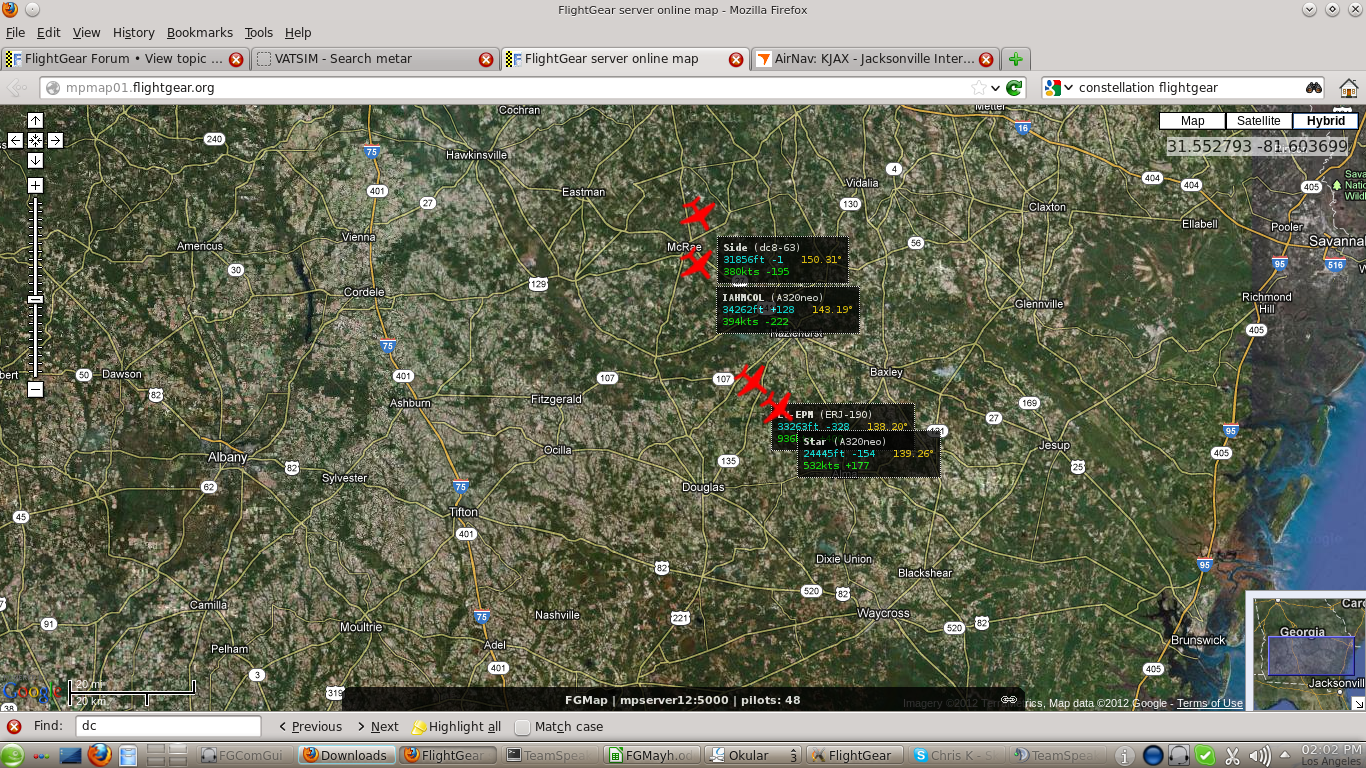 FlightGear server online map - Mozilla Firefox
File Edit View History Bookmarks Tools Help
FlightGear Forum • View topic ...
VATSIM - Search metar
FlightGear server online map
AirNav: KJAX - Jacksonville Inter...
mpmap01.flightgear.org
constellation flightgear
Map Satellite Hybrid
31.552793 -81.603699
Cochran
Metter
16
240
75
Hawkinsville
401
27
Eastman
Vidalia
4
130
404
404
405
Claxton
Ellabell
Pooler
Savannah
Americus
Vienna
McRae
56
30
95
516
Side (dc8-63)
31856ft -1 150.31°
380kts -195
129
Cordele
IAHMCOL (A320neo)
34262ft +128 143.19°
394kts -222
Glennville
Richmond
Hill
405
Hazlehurst
75
50
Dawson
82
401
107
107
Baxley
Ashburn
Fitzgerald
169
27
EPM (ERJ-190)
33263ft -328 138.20°
936
Star (A320neo)
24445ft -154 139.26°
532kts +177
95
Jesup
405
25
Ocilla
135
Albany
82
Sylvester
62
75
Douglas
45
Tifton
401
Dixie Union
95
82
Blackshear
520
82
Camilla
91
75
Nashville
221
Waycross
520
82
Moultrie
Adel
Brunswick
Pelham
3
401
405
319
38
Georgia
Jacksonville
Google
20 mi
20 km
FGMap | mpserver12:5000 | pilots: 48
Map data ©2012 Google - Terms of Use
Find: dc Previous Next Highlight all Match case
FGComGui
Downloads
FlightGear
TeamSpea
FGMayh.od
Okular 3
FlightGear
Chris K - S
TeamSpea
02:02 PM
Los Angeles